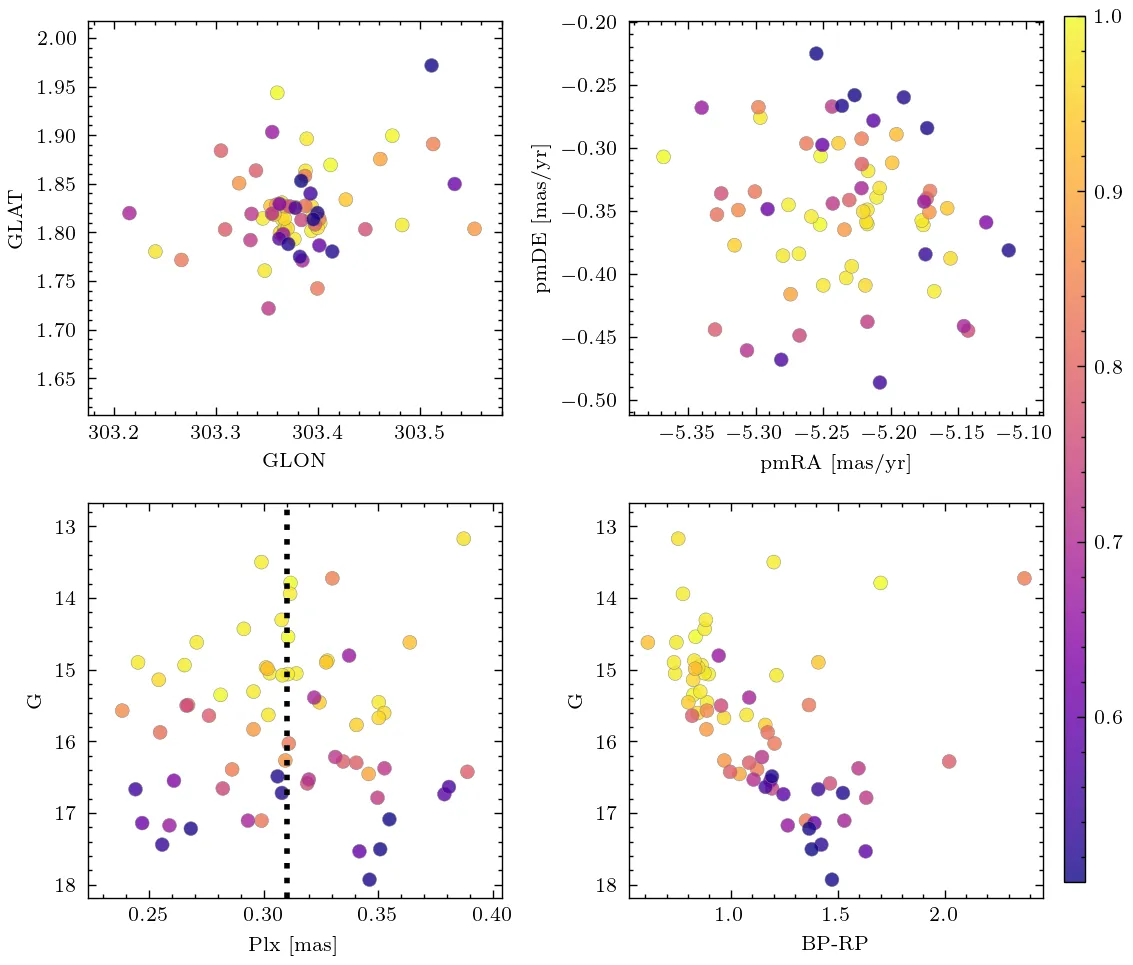 2.00
1.95
1.90
1.85
1.80
1.75
1.70
1.65
GLAT
303.2 303.3 303.4 303.5
GLON
−0.20
−0.25
−0.30
−0.35
−0.40
−0.45
−0.50
pmDE [mas/yr]
−5.35 −5.30 −5.25 −5.20 −5.15 −5.10
pmRA [mas/yr]
13
14
15
16
17
18
G
0.25 0.30 0.35 0.40
Plx [mas]
13
14
15
16
17
18
G
1.0 1.5 2.0
BP-RP
1.0
0.9
0.8
0.7
0.6